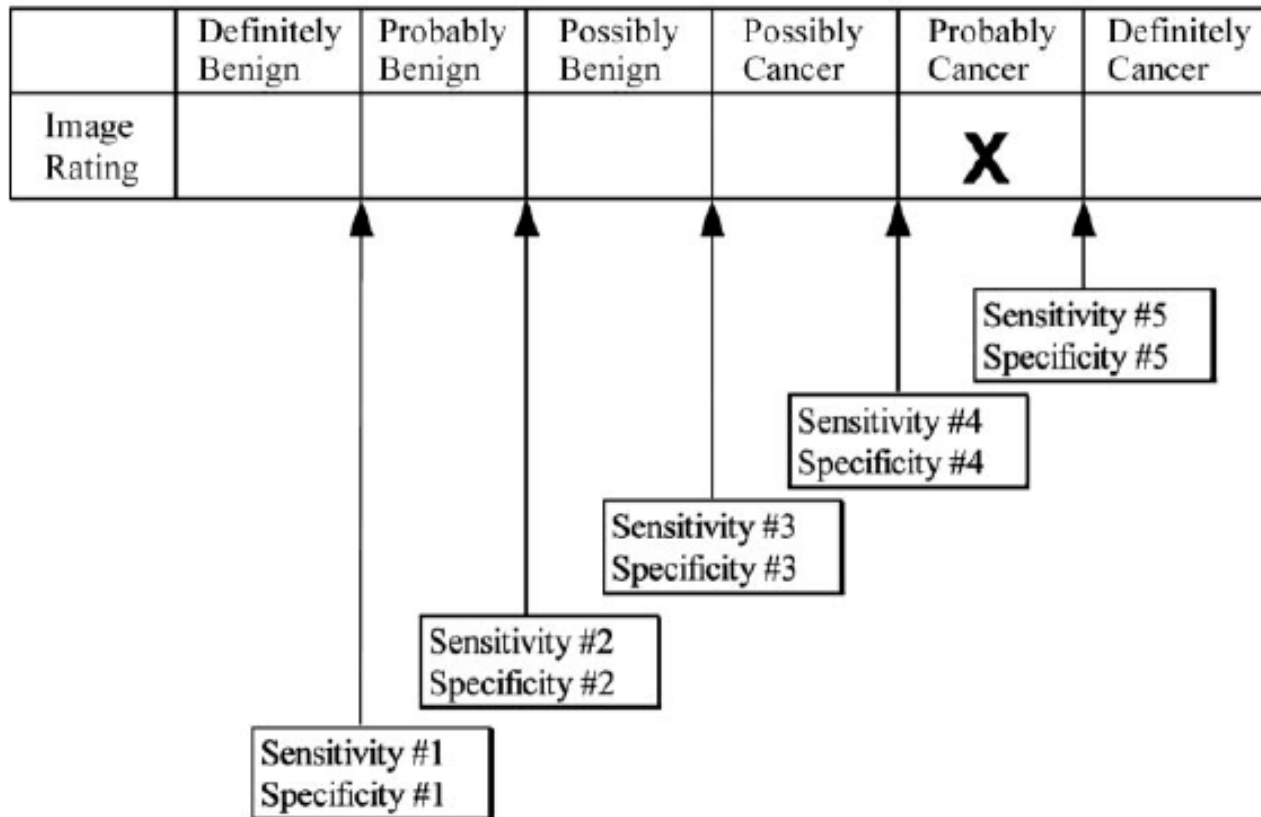 Definitely Benign
Probably Benign
Possibly Benign
Possibly Cancer
Probably Cancer
Definitely Cancer
Image
Rating
X
Sensitivity #5
Specificity #5
Sensitivity #4
Specificity #4
Sensitivity #3
Specificity #3
Sensitivity #2
Specificity #2
Sensitivity #1
Specificity #1